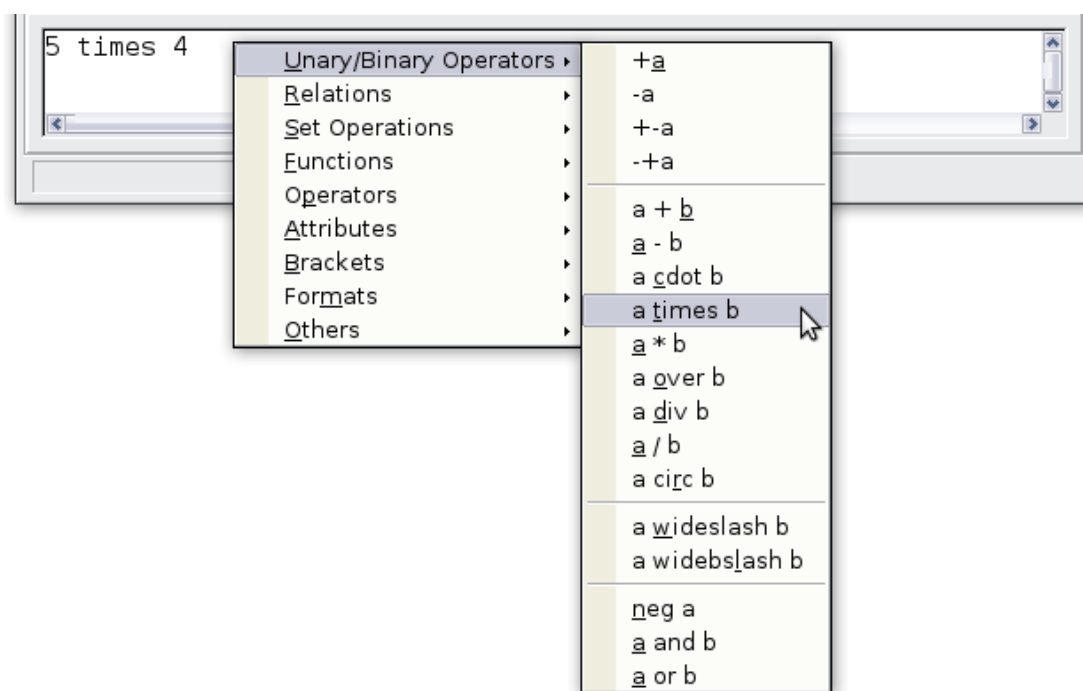 5 times 4
Unary/Binary Operators
Relations
Set Operations
Functions
Operators
Attributes
Brackets
Formats
Others
+a
-a
+-a
-+a
a + b
a - b
a cdot b
a times b
a * b
a over b
a div b
a / b
a circ b
a wideslash b
a widebslash b
neg a
a and b
a or b